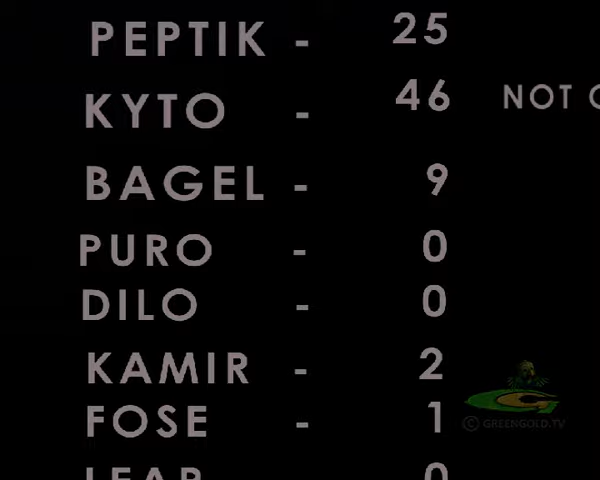 PEPTIK - 25
KYTO - 46 NOT
BAGEL - 9
PURO - 0
DILO - 0
KAMIR - 2
FOSE - 1
© GREENGOLD.TV